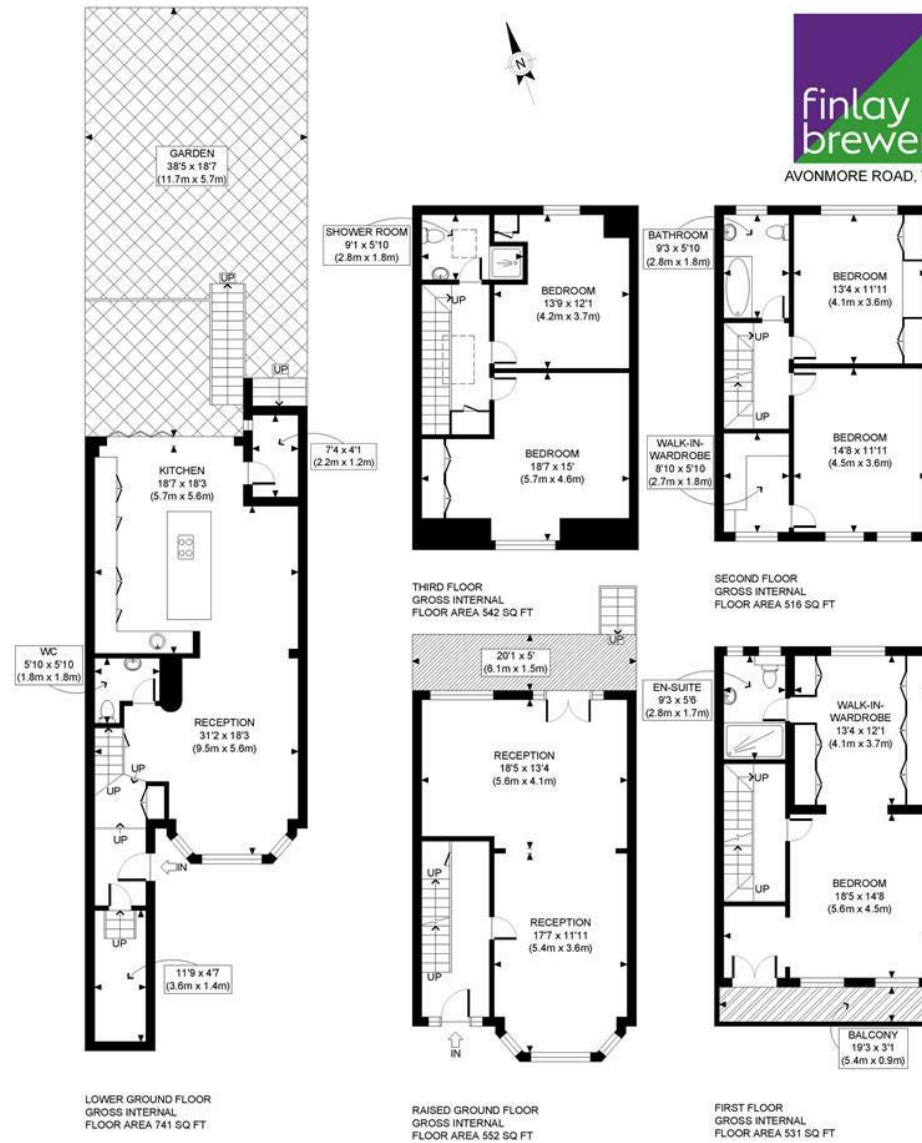 GARDEN
38'5 x 18'7
(11.7m x 5.7m)
UP
UP
7'4 x 4'1
(2.2m x 1.2m)
KITCHEN
18'7 x 18'3
(5.7m x 5.6m)
WC
5'10 x 5'10
(1.8m x 1.8m)
RECEPTION
31'2 x 18'3
(9.5m x 5.6m)
UP
UP
UP
IN
UP
11'9 x 4'7
(3.6m x 1.4m)
LOWER GROUND FLOOR
GROSS INTERNAL
FLOOR AREA 741 SQ FT
N
finlay
brewe
AVONMORE ROAD,
SHOWER ROOM
9'1 x 5'10
(2.8m x 1.8m)
UP
BEDROOM
13'9 x 12'1
(4.2m x 3.7m)
BEDROOM
18'7 x 15'
(5.7m x 4.6m)
THIRD FLOOR
GROSS INTERNAL
FLOOR AREA 542 SQ FT
BATHROOM
9'3 x 5'10
(2.8m x 1.8m)
BEDROOM
13'4 x 11'11
(4.1m x 3.6m)
UP
UP
WALK-IN-
WARDROBE
8'10 x 5'10
(2.7m x 1.8m)
BEDROOM
14'8 x 11'11
(4.5m x 3.6m)
SECOND FLOOR
GROSS INTERNAL
FLOOR AREA 516 SQ FT
UP
20'1 x 5'
(6.1m x 1.5m)
RECEPTION
18'5 x 13'4
(5.6m x 4.1m)
UP
UP
RECEPTION
17'7 x 11'11
(5.4m x 3.6m)
IN
RAISED GROUND FLOOR
GROSS INTERNAL
FLOOR AREA 552 SQ FT
EN-SUITE
9'3 x 5'6
(2.8m x 1.7m)
WALK-IN-
WARDROBE
13'4 x 12'1
(4.1m x 3.7m)
UP
UP
BEDROOM
18'5 x 14'8
(5.6m x 4.5m)
BALCONY
19'3 x 3'1
(5.4m x 0.9m)
FIRST FLOOR
GROSS INTERNAL
FLOOR AREA 531 SQ FT